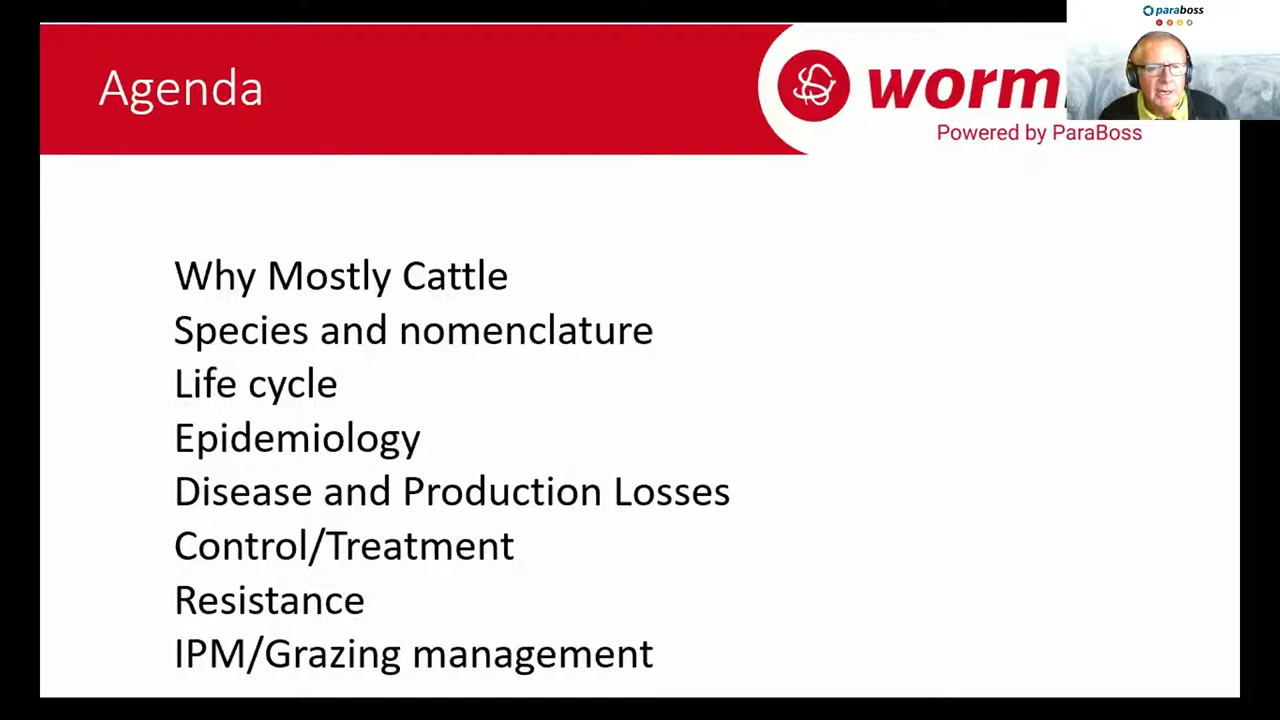 paraboss
Agenda
Powered by ParaBoss
Why Mostly Cattle
Species and nomenclature
Life cycle
Epidemiology
Disease and Production Losses
Control/Treatment
Resistance
IPM/Grazing management